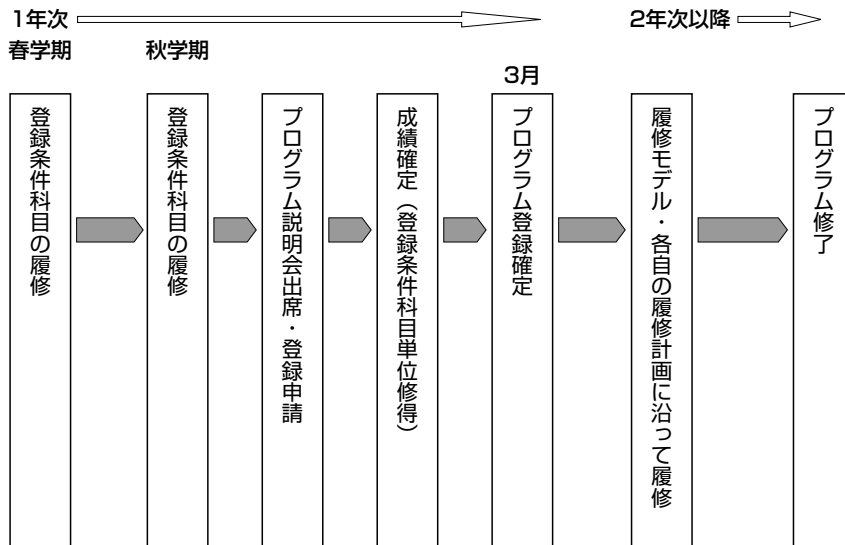 1年次
2年次以降
春学期
秋学期
3月
登録条件科目の履修
登録条件科目の履修
プログラム説明会出席・登録申請
成績確定（登録条件科目単位修得）
プログラム登録確定
履修モデル・各自の履修計画に沿って履修
プログラム修了